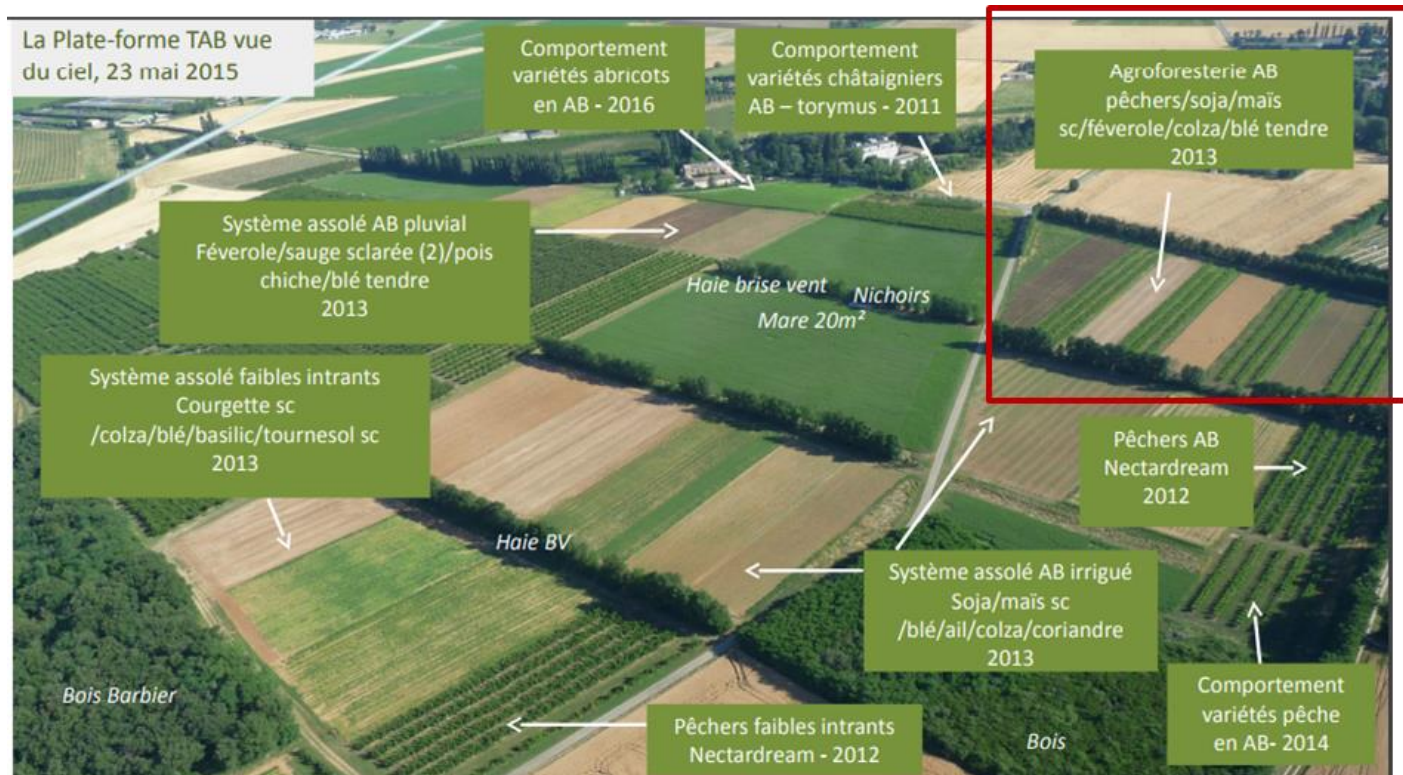 La Plate-forme TAB vue
du ciel, 23 mai 2015
Comportement
variétés abricots
en AB - 2016
Comportement
variétés châtaigniers
AB – torymus - 2011
Agroforesterie AB
pêchers/soja/maïs
sc/féverole/colza/blé tendre
2013
Système assolé AB pluvial
Féverole/sauge sclarée (2)/pois
chiche/blé tendre
2013
Haie brise vent
Nichoirs
Mare 20m²
Système assolé faibles intrants
Courgette sc
/colza/blé/basilic/tournesol sc
2013
Pêchers AB
Nectardream
2012
Haie BV
Système assolé AB irrigué
Soja/maïs sc
/blé/ail/colza/coriandre
2013
Bois Barbier
Pêchers faibles intrants
Nectardream - 2012
Bois
Comportement
variétés pêche
en AB- 2014